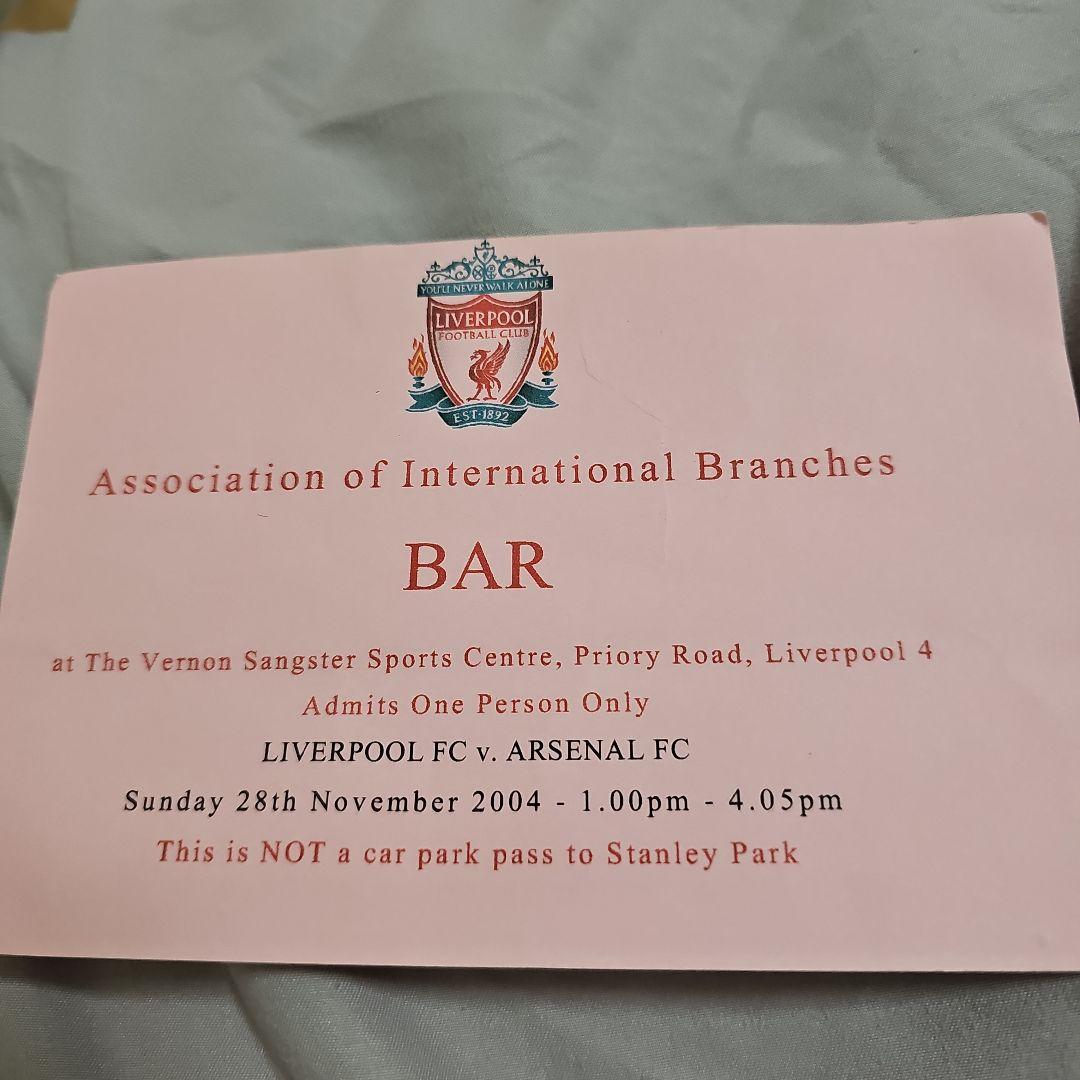 YOU'LL NEVER WALK ALONE
LIVERPOOL
FOOTBALL CLUB
EST·1892
Association of International Branches
BAR
at The Vernon Sangster Sports Centre, Priory Road, Liverpool 4
Admits One Person Only
LIVERPOOL FC v. ARSENAL FC
Sunday 28th November 2004 - 1.00pm - 4.05pm
This is NOT a car park pass to Stanley Park